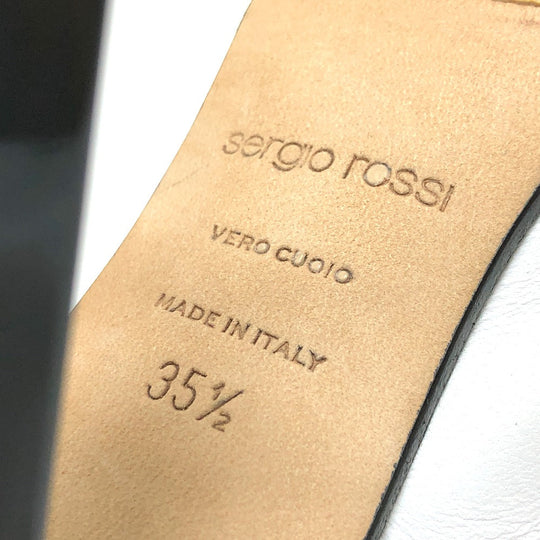 sergio rossi
VERO CUOIO
MADE IN ITALY
35½